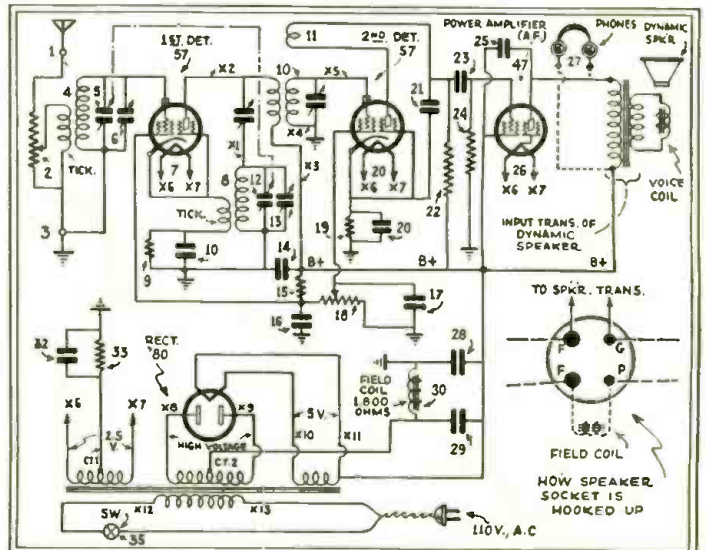 POWER AMPLIFIER (A.F.)
PHONES
DYNAMIC SPKR.
1ST. DET. 57
2ND. DET. 57
1
2
3
4
5
6
TICK.
7
X6 X7
X2
10
11
X5
X4
X1
X3
8
12
13
TICK.
9
10
14
15
16
B+
20
X6 X7
19
20
18
17
21
22
23
24
25
47
26
X6 X7
27
VOICE COIL
INPUT TRANS. OF DYNAMIC SPEAKER
B+
32
33
X6
X7
2.5 V.
CT.1
RECT. '80
X8
X9
HIGH VOLTAGE
C.T.2
5 V.
X10
X11
FIELD COIL 1,800 OHMS
30
28
29
X12
X13
SW.
35
110V., A.C
TO SPKR. TRANS.
F
G
F
P
FIELD COIL
HOW SPEAKER SOCKET IS HOOKED UP